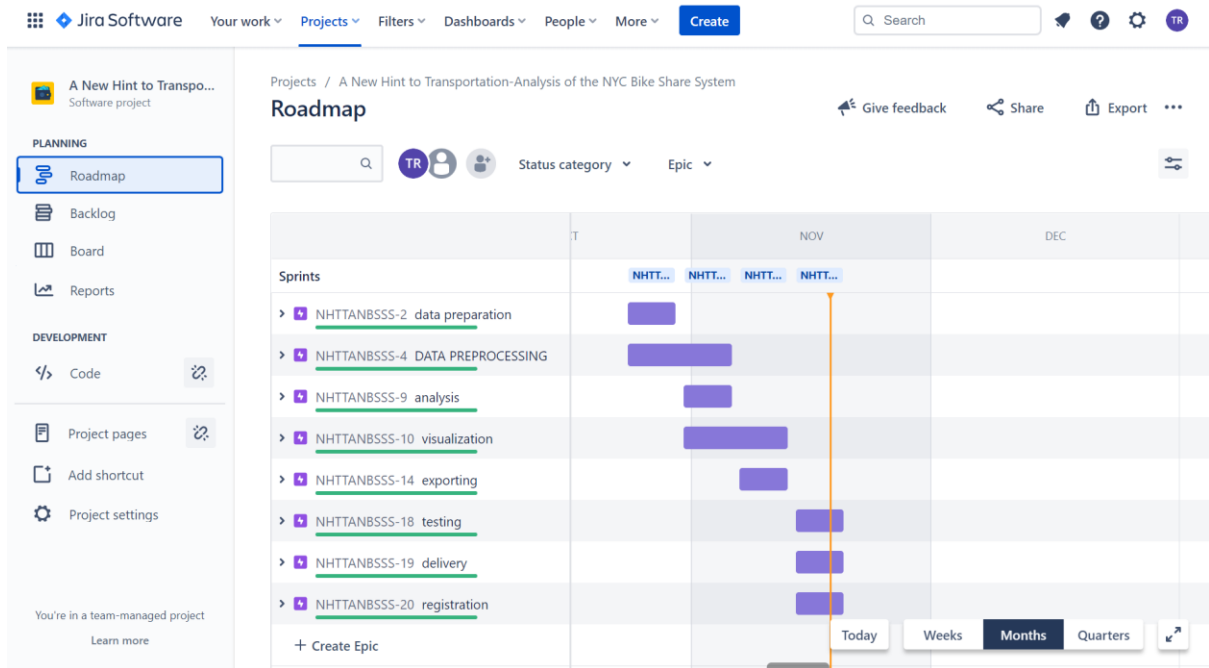 Jira Software Your work Projects Filters Dashboards People More Create Search TR
A New Hint to Transpo...
Software project
PLANNING
Roadmap
Backlog
Board
Reports
DEVELOPMENT
Code
Project pages
Add shortcut
Project settings
You're in a team-managed project
Learn more
Projects / A New Hint to Transportation-Analysis of the NYC Bike Share System
Roadmap
Give feedback Share Export
TR Status category Epic
T NOV DEC
Sprints NHTT... NHTT... NHTT... NHTT...
NHTTANBSSS-2 data preparation
NHTTANBSSS-4 DATA PREPROCESSING
NHTTANBSSS-9 analysis
NHTTANBSSS-10 visualization
NHTTANBSSS-14 exporting
NHTTANBSSS-18 testing
NHTTANBSSS-19 delivery
NHTTANBSSS-20 registration
+ Create Epic
Today Weeks Months Quarters